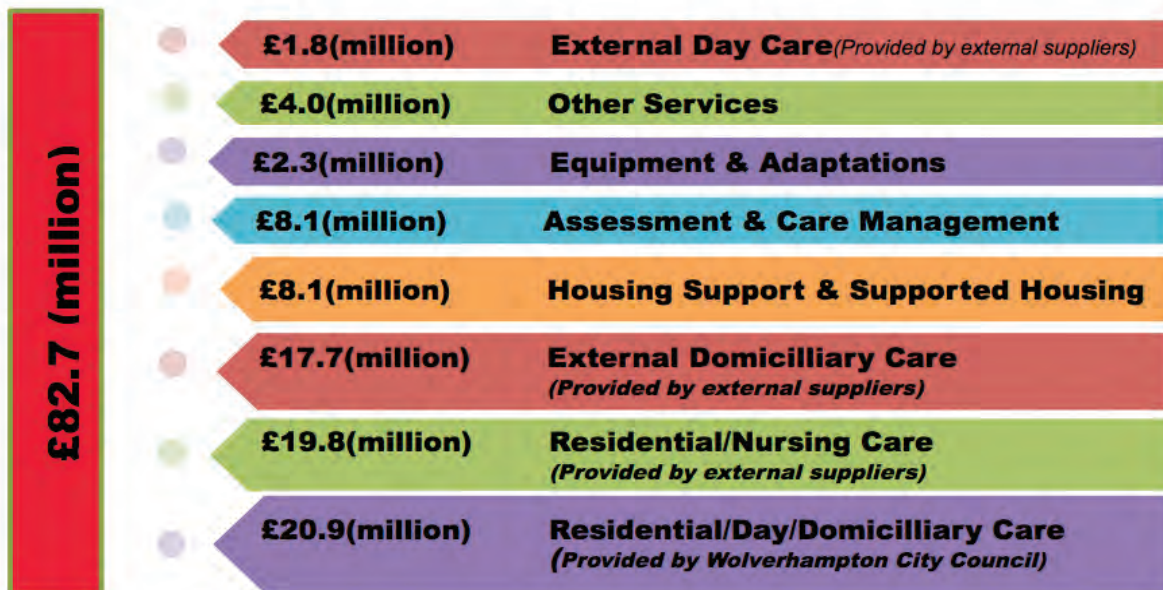 £82.7 (million)
£1.8(million) External Day Care(Provided by external suppliers)
£4.0(million) Other Services
£2.3(million) Equipment & Adaptations
£8.1(million) Assessment & Care Management
£8.1(million) Housing Support & Supported Housing
£17.7(million) External Domicilliary Care
(Provided by external suppliers)
£19.8(million) Residential/Nursing Care
(Provided by external suppliers)
£20.9(million) Residential/Day/Domicilliary Care
(Provided by Wolverhampton City Council)